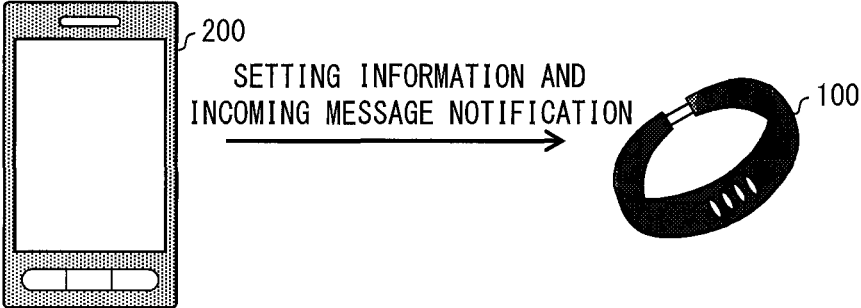 200
SETTING INFORMATION AND
INCOMING MESSAGE NOTIFICATION
100